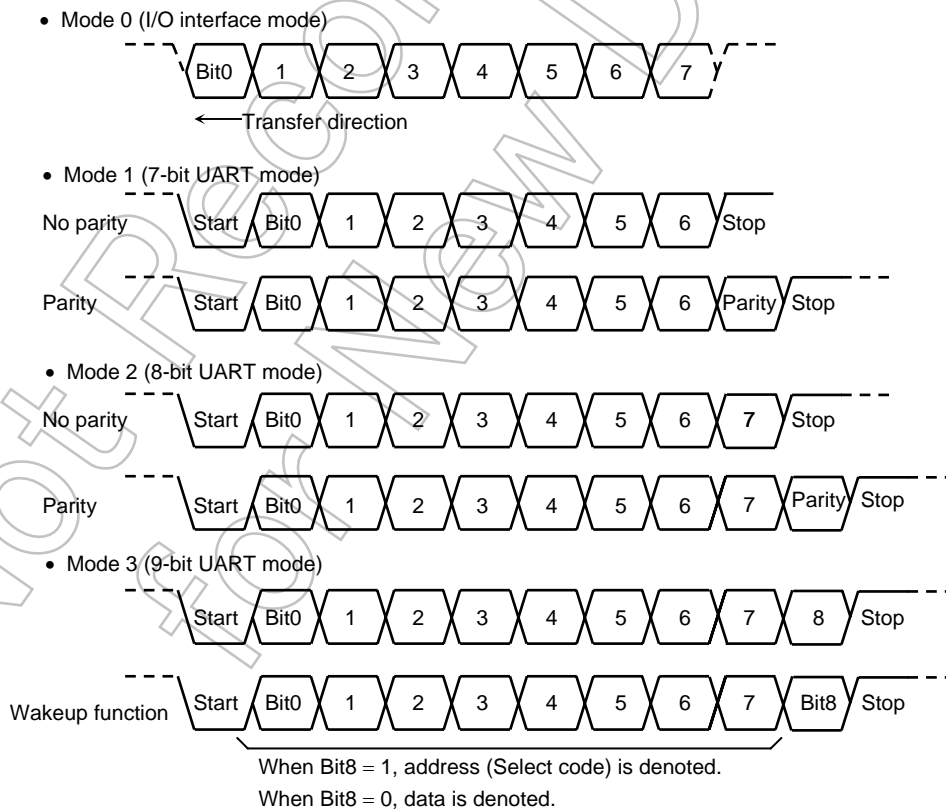 • Mode 0 (I/O interface mode)
Bit0 1 2 3 4 5 6 7
Transfer direction
• Mode 1 (7-bit UART mode)
No parity Start Bit0 1 2 3 4 5 6 Stop
Parity Start Bit0 1 2 3 4 5 6 Parity Stop
• Mode 2 (8-bit UART mode)
No parity Start Bit0 1 2 3 4 5 6 7 Stop
Parity Start Bit0 1 2 3 4 5 6 7 Parity Stop
• Mode 3 (9-bit UART mode)
Start Bit0 1 2 3 4 5 6 7 8 Stop
Wakeup function Start Bit0 1 2 3 4 5 6 7 Bit8 Stop
When Bit8 = 1, address (Select code) is denoted.
When Bit8 = 0, data is denoted.
for New